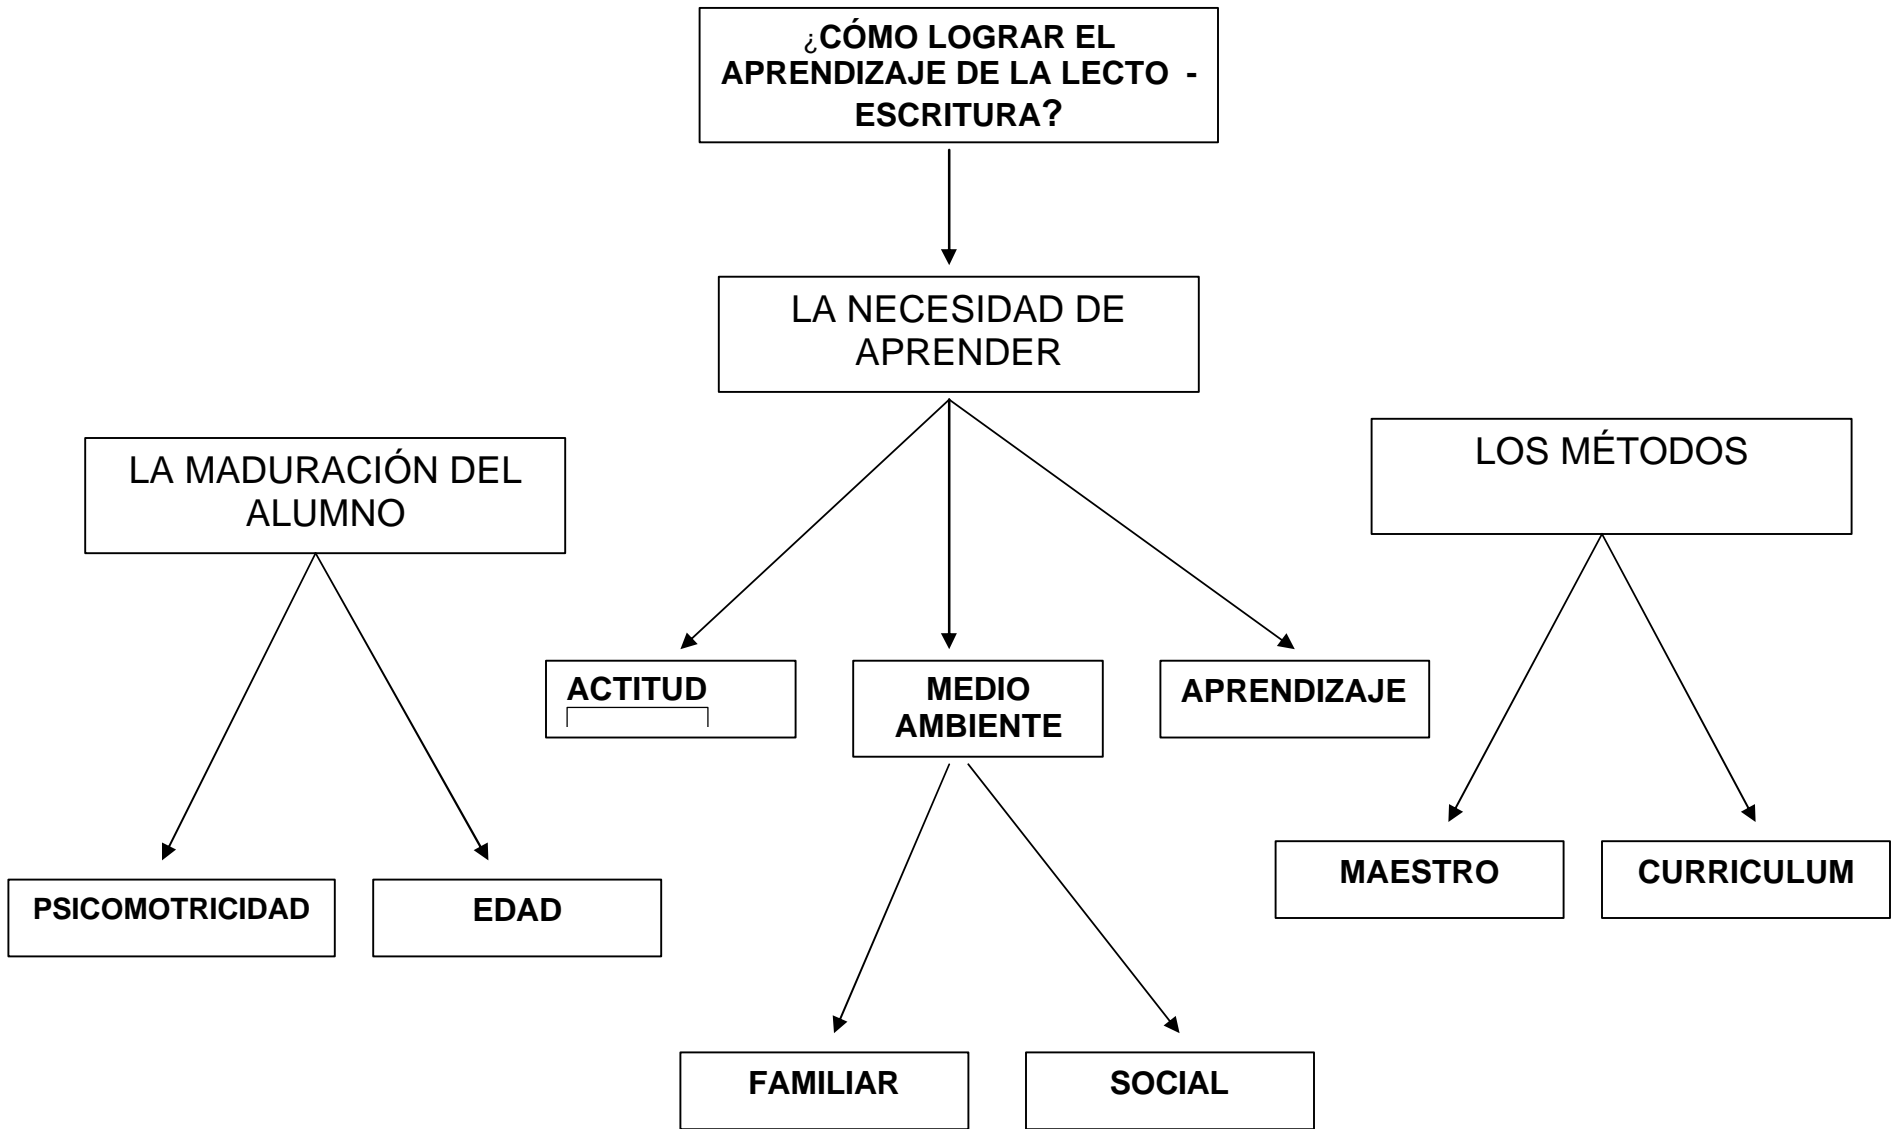 ¿CÓMO LOGRAR EL
APRENDIZAJE DE LA LECTO -
ESCRITURA?
LA NECESIDAD DE
APRENDER
LA MADURACIÓN DEL
ALUMNO
LOS MÉTODOS
ACTITUD
MEDIO
AMBIENTE
APRENDIZAJE
PSICOMOTRICIDAD
EDAD
MAESTRO
CURRICULUM
FAMILIAR
SOCIAL